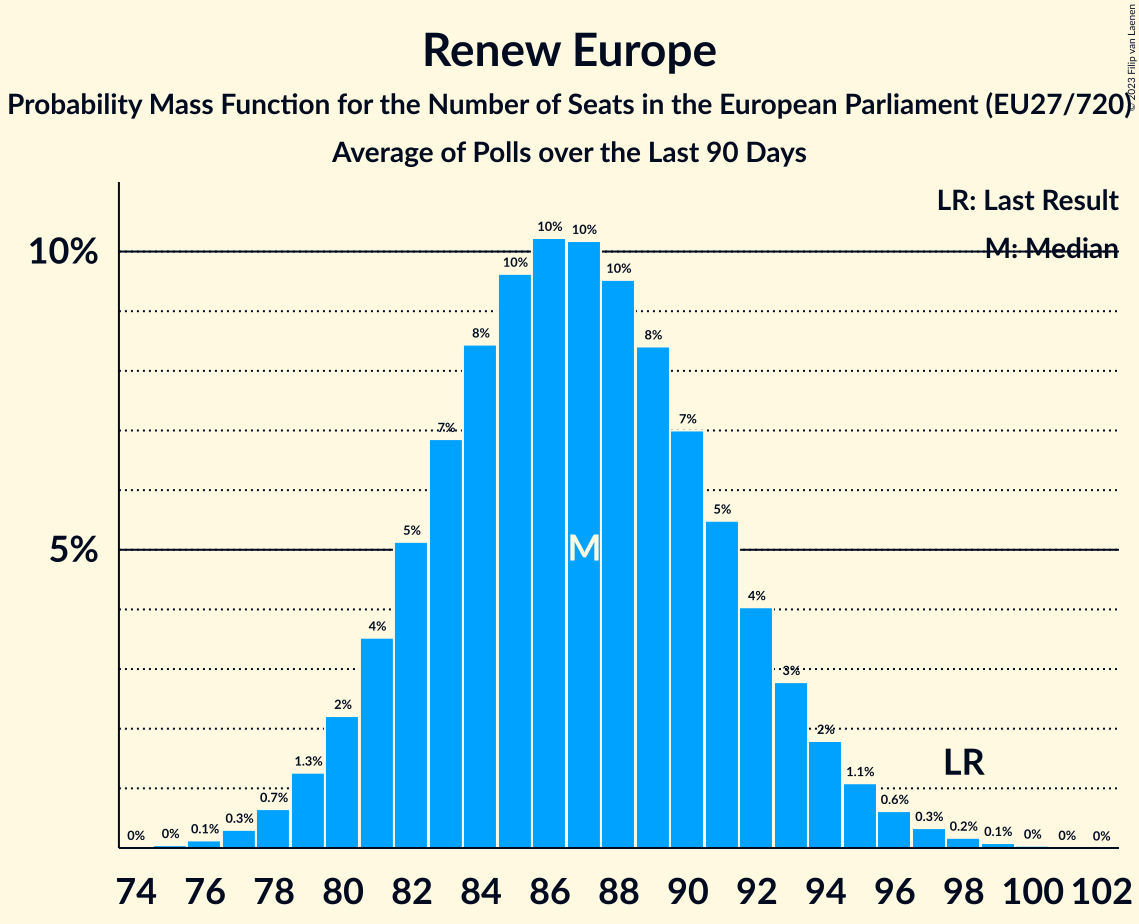 Renew Europe
Probability Mass Function for the Number of Seats in the European Parliament (EU27/720)
Average of Polls over the Last 90 Days
© 2023 Filip van Laenen
LR: Last Result
M: Median
10%
5%
0% 0% 0.1% 0.3% 0.7% 1.3% 2% 4% 5% 7% 8% 10% 10% 10% 10% 8% 7% 5% 4% 3% 2% 1.1% 0.6% 0.3% 0.2% 0.1% 0% 0% 0%
M
LR
74 76 78 80 82 84 86 88 90 92 94 96 98 100 102